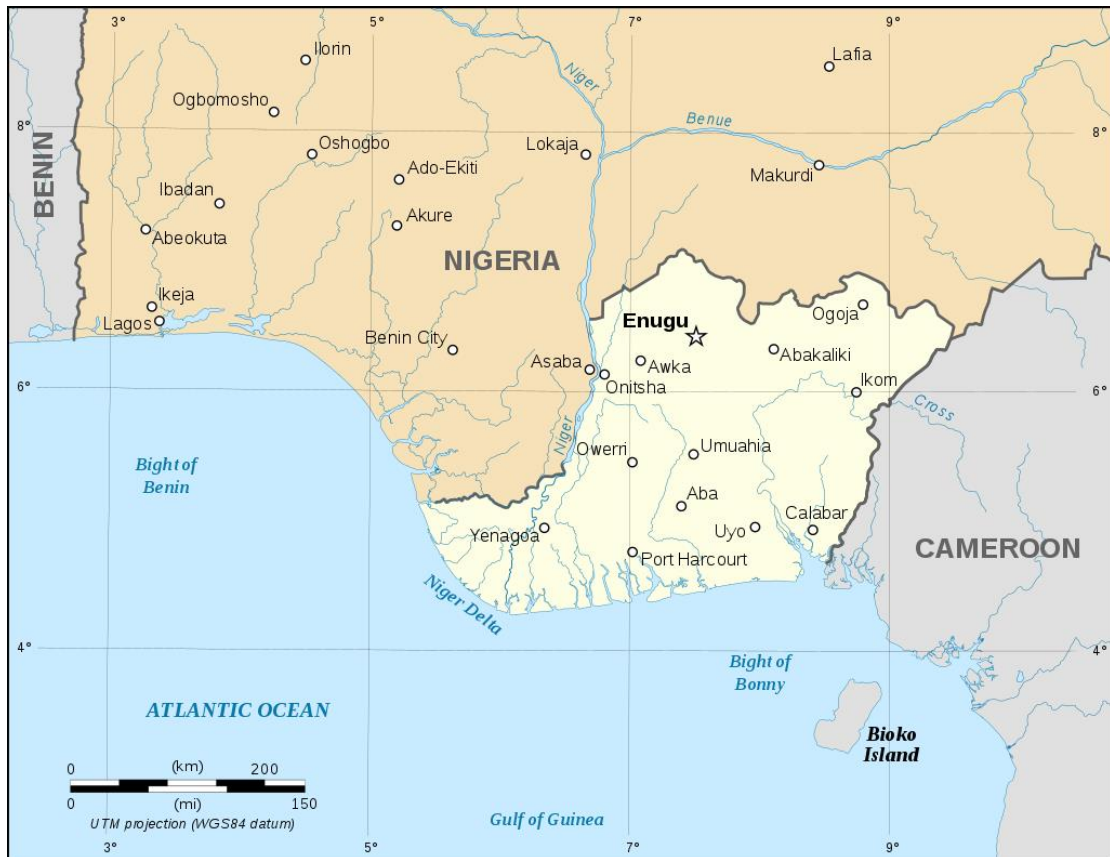 3°
5°
7°
9°
Ilorin
Niger
Lafia
Ogbomosho
8°
Benue
8°
BENIN
Oshogbo
Lokaja
Ado-Ekiti
Makurdi
Ibadan
Akure
Abeokuta
NIGERIA
Ikeja
Ogoja
Lagos
Enugu
Benin City
Abakaliki
Asaba
Awka
Onitsha
Ikom
6°
6°
Cross
Niger
Owerri
Umuahia
Bight of
Benin
Aba
Calabar
Yenagoa
Uyo
CAMEROON
Port Harcourt
Niger Delta
4°
4°
Bight of
Bonny
ATLANTIC OCEAN
Bioko
Island
0
(km)
200
0
(mi)
150
UTM projection (WGS84 datum)
Gulf of Guinea
3°
5°
7°
9°